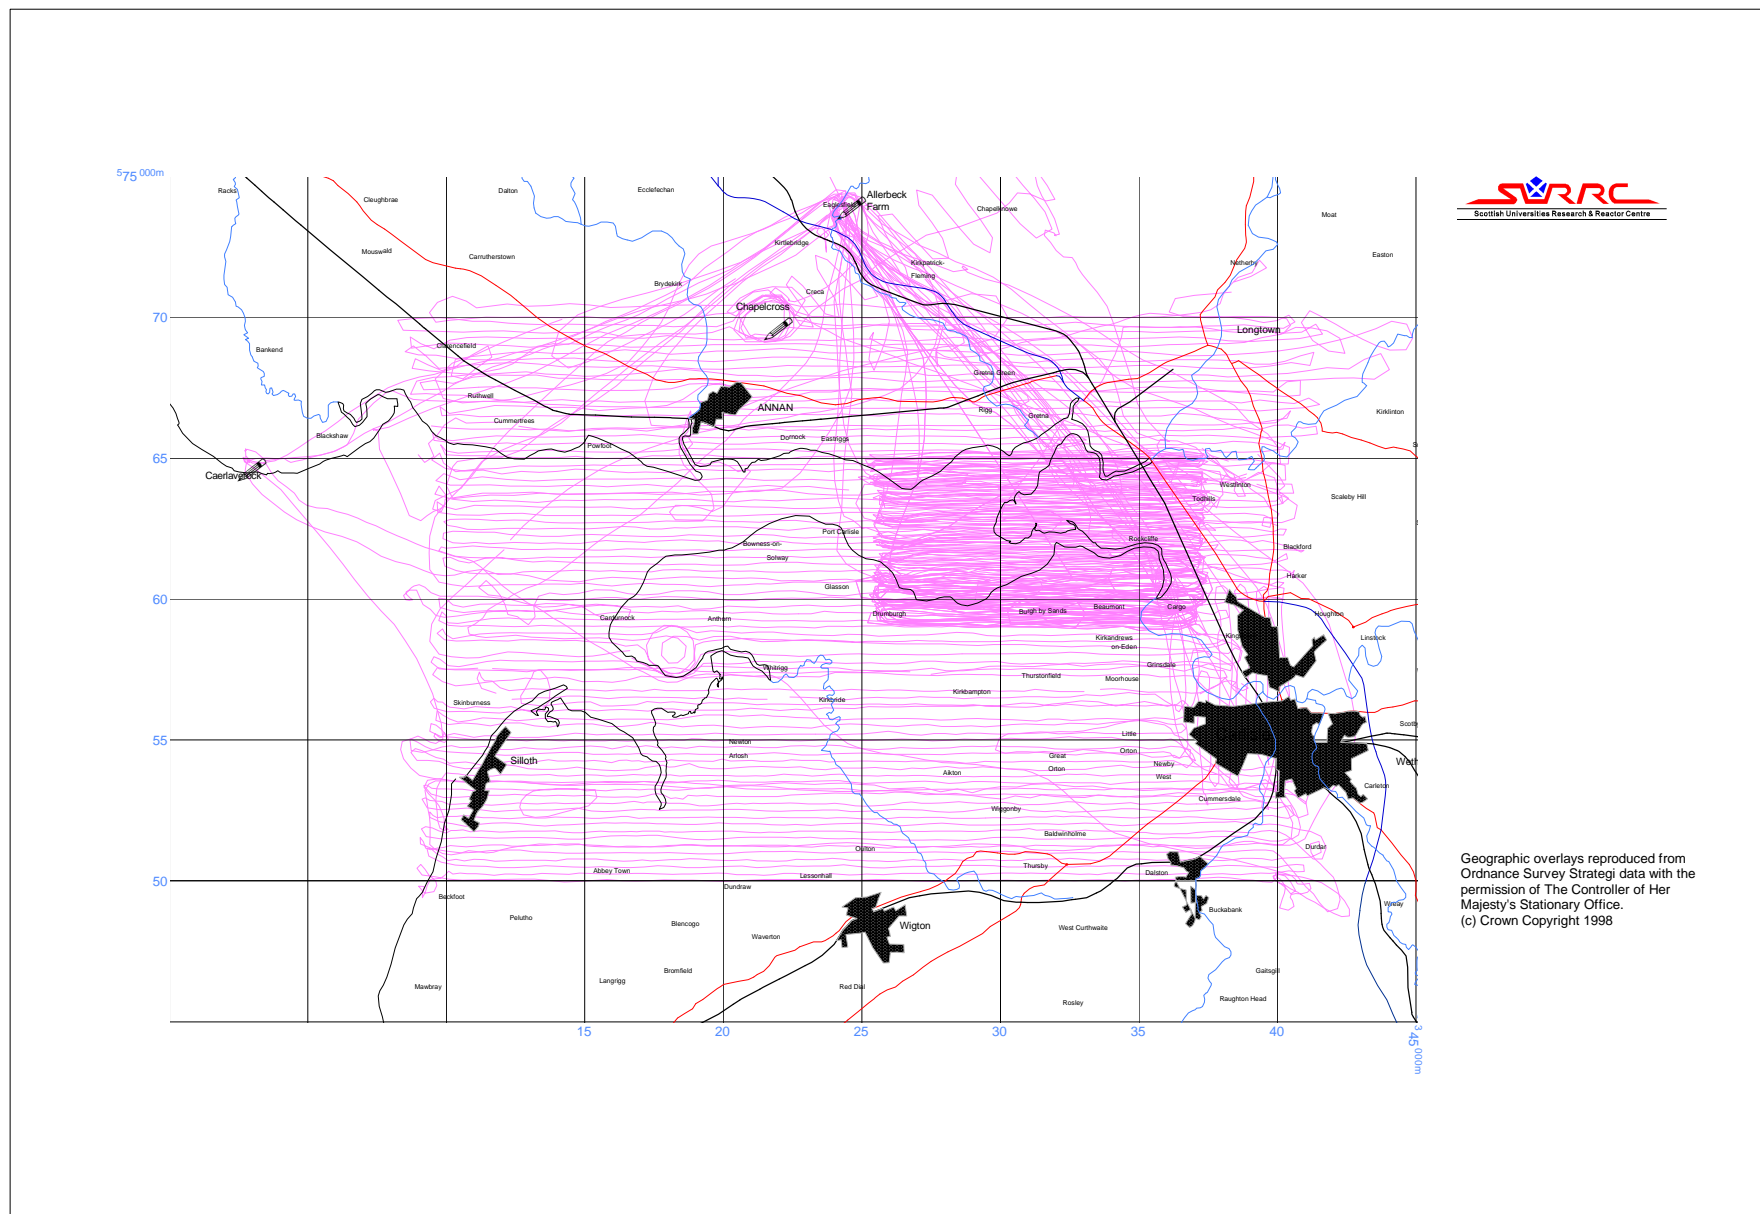 5 75 000m
Racks
Cleughbrae
Dalton
Ecclefechan
Allerbeck
Farm
Eaglesfield
Chapelknowe
Moat
SURRC
Scottish Universities Research & Reactor Centre
Mouswald
Carrutherstown
Kirtlebridge
Kirkpatrick-
Fleming
Netherby
Easton
Brydekirk
Creca
Chapelcross
70
Longtown
Bankend
Clarencefield
Gretna Green
Ruthwell
ANNAN
Rigg
Gretna
Kirklinton
Cummertrees
Blackshaw
Powfoot
Dornock
Eastriggs
65
Caerlaverock
Westlinton
Todhills
Scaleby Hill
Port Carlisle
Bowness-on-
Solway
Rockcliffe
Blackford
Glasson
Harker
60
Drumburgh
Burgh by Sands
Beaumont
Cargo
Houghton
Cardurnock
Anthorn
Kirkandrews
on-Eden
Linstock
Whitrigg
Grinsdale
Thurstonfield
Moorhouse
Kirkbampton
Skinburness
Kirkbride
Little
Orton
55
Newton
Arlosh
Great
Orton
Silloth
Newby
West
Aikton
Carleton
Cummersdale
Wiggonby
Baldwinholme
Oulton
Durdar
Thursby
Abbey Town
Lessonhall
Dalston
50
Dundraw
Beckfoot
Wreay
Pelutho
Blencogo
Wigton
Buckabank
Waverton
West Curthwaite
Bromfield
Gaitsgill
Langrigg
Mawbray
Red Dial
Raughton Head
Rosley
15
20
25
30
35
40
3 45 000m
Geographic overlays reproduced from
Ordnance Survey Strategi data with the
permission of The Controller of Her
Majesty's Stationary Office.
(c) Crown Copyright 1998